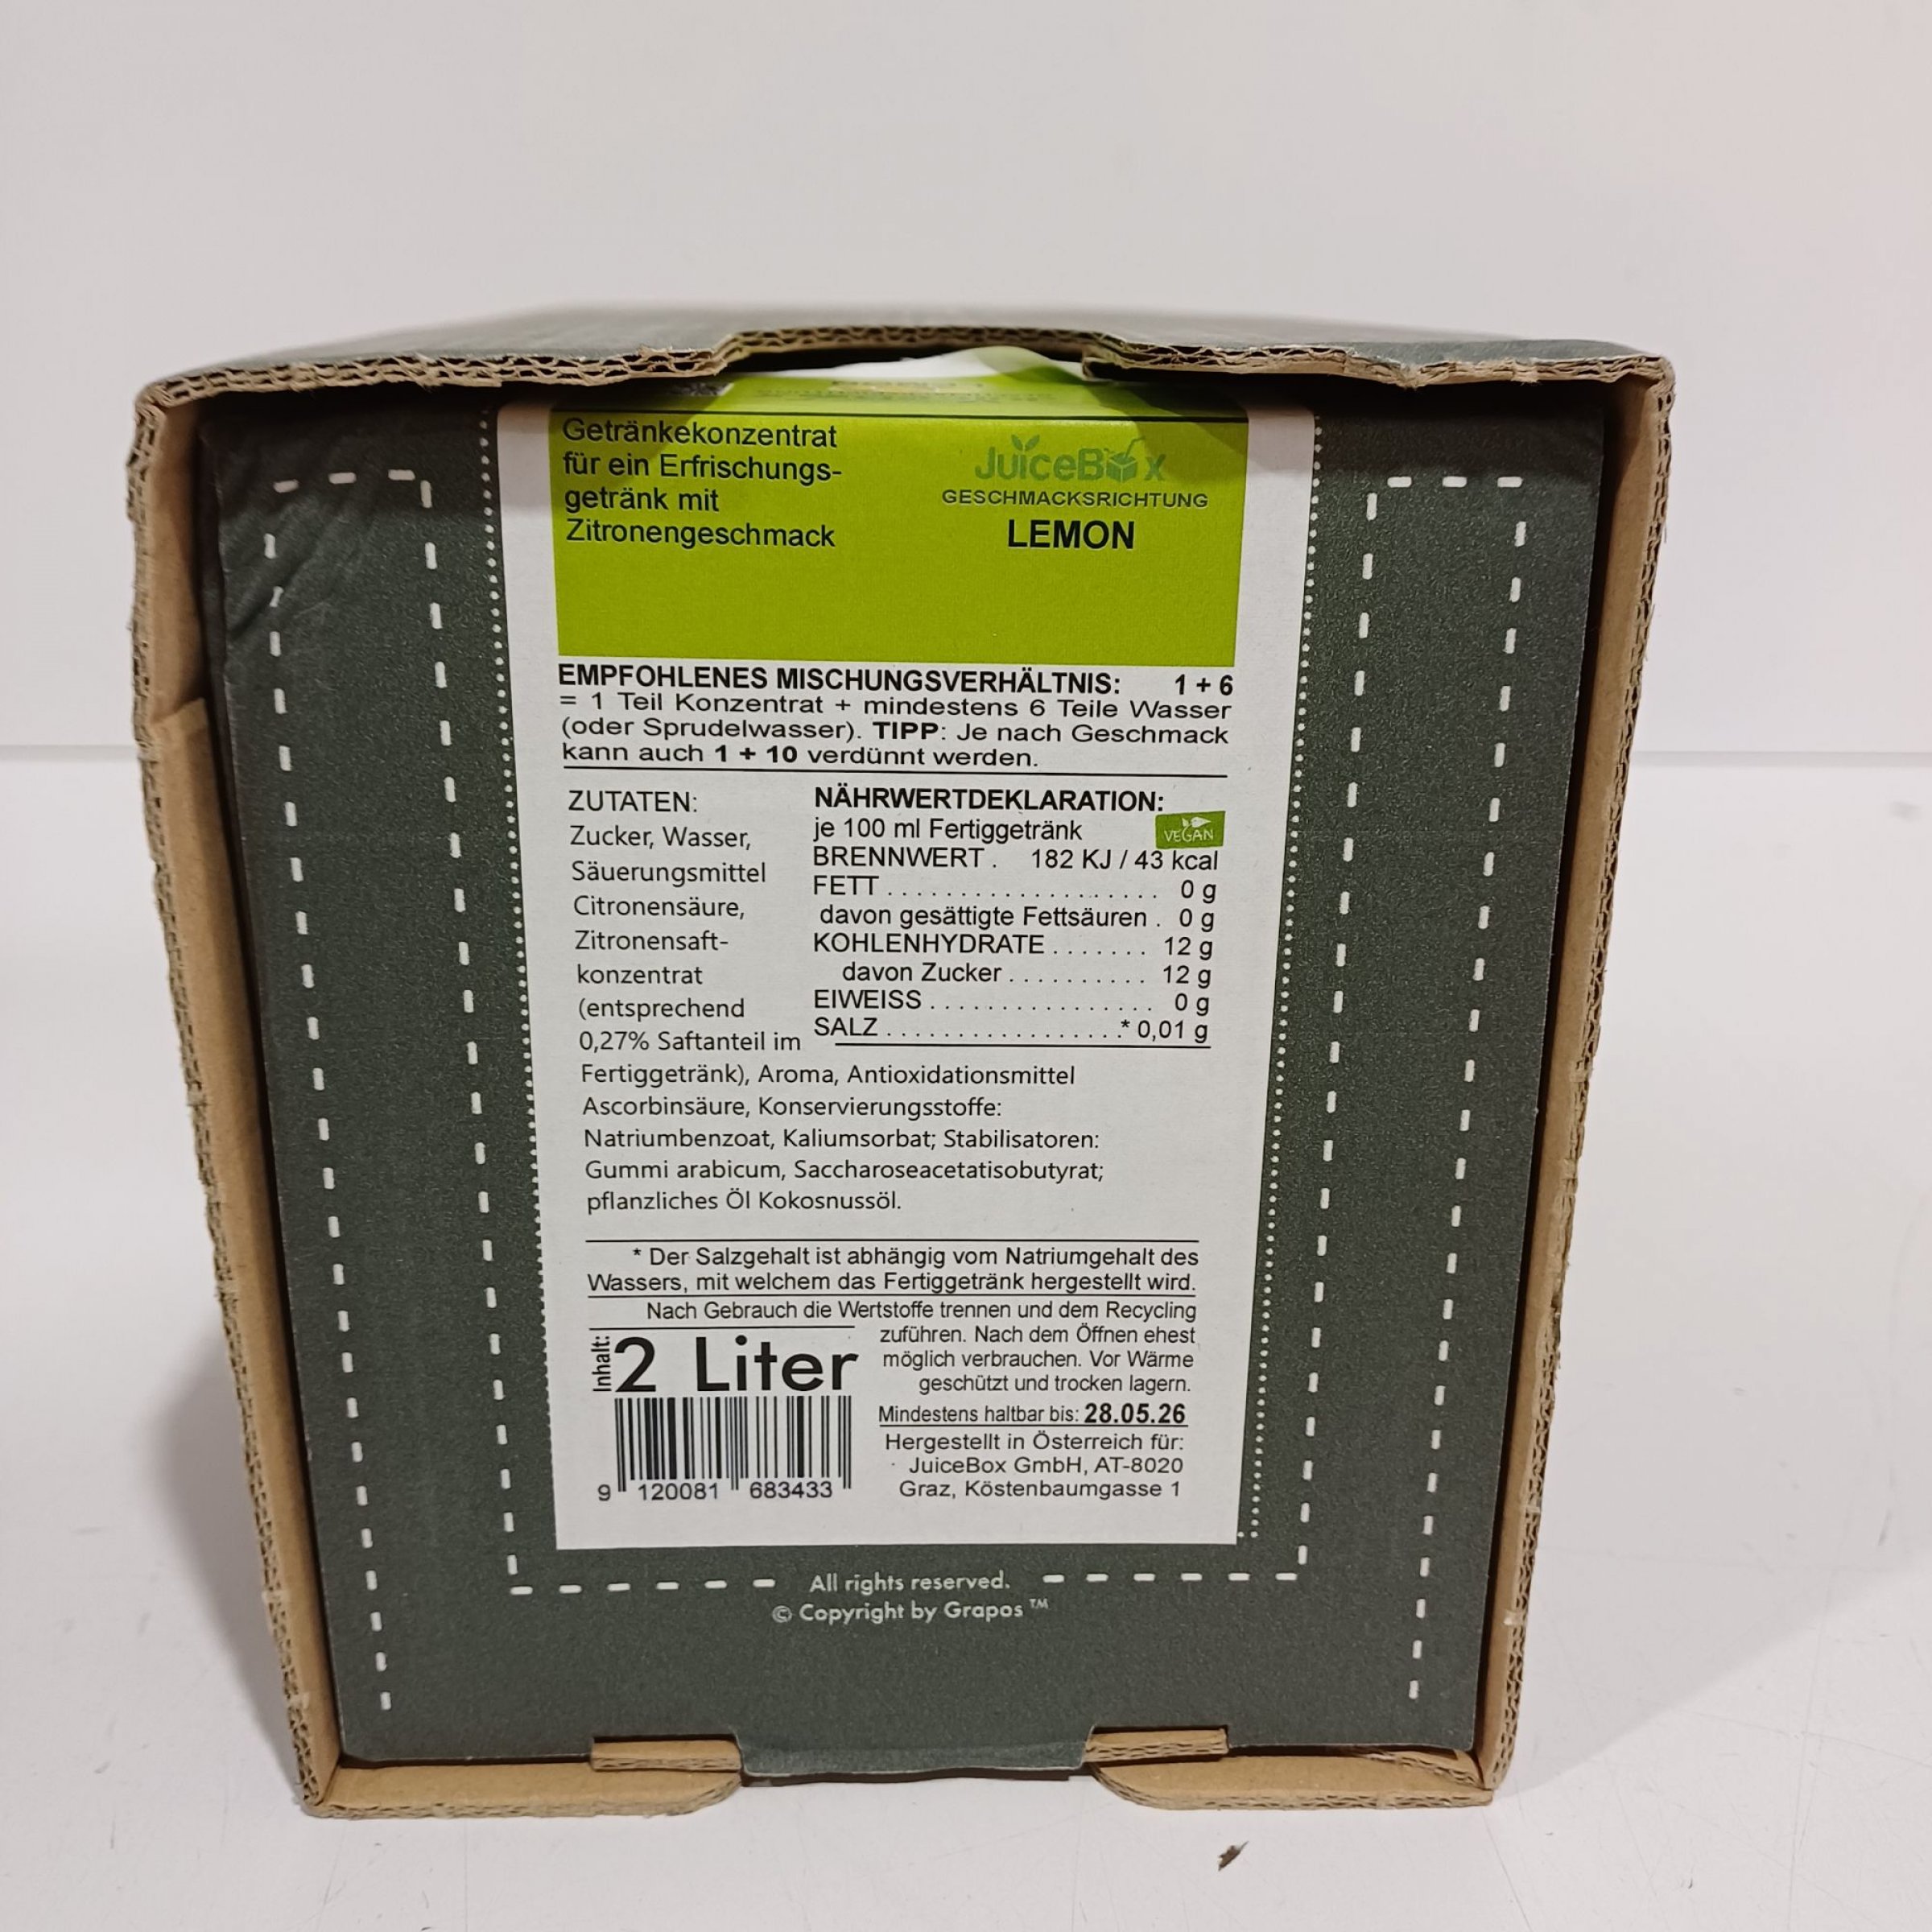 Getränkekonzentrat
für ein Erfrischungs-
getränk mit
Zitronengeschmack
JuiceBox
GESCHMACKSRICHTUNG
LEMON
EMPFOHLENES MISCHUNGSVERHÄLTNIS: 1 + 6
= 1 Teil Konzentrat + mindestens 6 Teile Wasser
(oder Sprudelwasser). TIPP: Je nach Geschmack
kann auch 1 + 10 verdünnt werden.
ZUTATEN:
Zucker, Wasser,
Säuerungsmittel
Citronensäure,
Zitronensaft-
konzentrat
(entsprechend
0,27% Saftanteil im
Fertiggetränk), Aroma, Antioxidationsmittel
Ascorbinsäure, Konservierungsstoffe:
Natriumbenzoat, Kaliumsorbat; Stabilisatoren:
Gummi arabicum, Saccharoseacetatisobutyrat;
pflanzliches Öl Kokosnussöl.
NÄHRWERTDEKLARATION:
je 100 ml Fertiggetränk
VEGAN
BRENNWERT . 182 KJ / 43 kcal
FETT . . . . . . . . . . . . . . . . . . . 0 g
davon gesättigte Fettsäuren . 0 g
KOHLENHYDRATE . . . . . . . 12 g
davon Zucker . . . . . . . . . . 12 g
EIWEISS . . . . . . . . . . . . . . . . 0 g
SALZ . . . . . . . . . . . . . . . . . * 0,01 g
* Der Salzgehalt ist abhängig vom Natriumgehalt des
Wassers, mit welchem das Fertiggetränk hergestellt wird.
Nach Gebrauch die Wertstoffe trennen und dem Recycling
zuführen. Nach dem Öffnen ehest
möglich verbrauchen. Vor Wärme
geschützt und trocken lagern.
Inhalt: 2 Liter
Mindestens haltbar bis: 28.05.26
Hergestellt in Österreich für:
JuiceBox GmbH, AT-8020
Graz, Köstenbaumgasse 1
9 120081 683433
All rights reserved.
© Copyright by Grapos ™